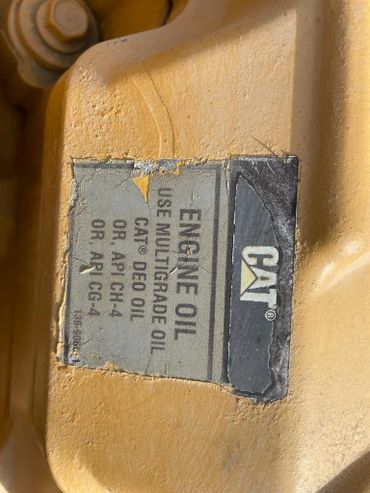 CAT®
ENGINE OIL
USE MULTIGRADE OIL
CAT® DEO OIL
OR, API CH-4
OR, API CG-4